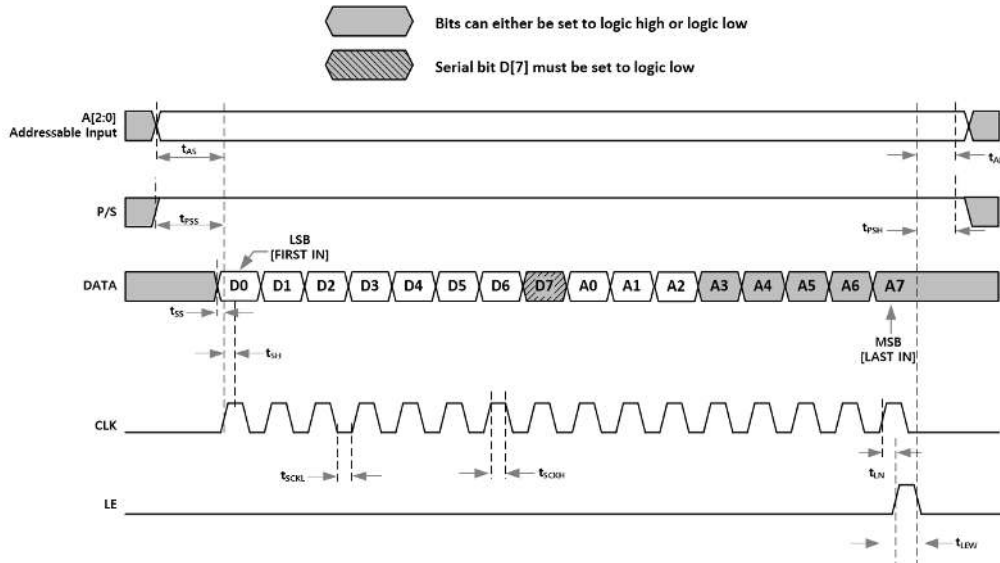 Bits can either be set to logic high or logic low
Serial bit D[7] must be set to logic low
A[2:0]
Addressable Input
tAS
P/S
tPSS
tPSH
LSB
[FIRST IN]
DATA
D0 D1 D2 D3 D4 D5 D6 D7 A0 A1 A2 A3 A4 A5 A6 A7
tSS
MSB
[LAST IN]
tSH
CLK
tSCKL
tSCKH
tLN
LE
tLEW